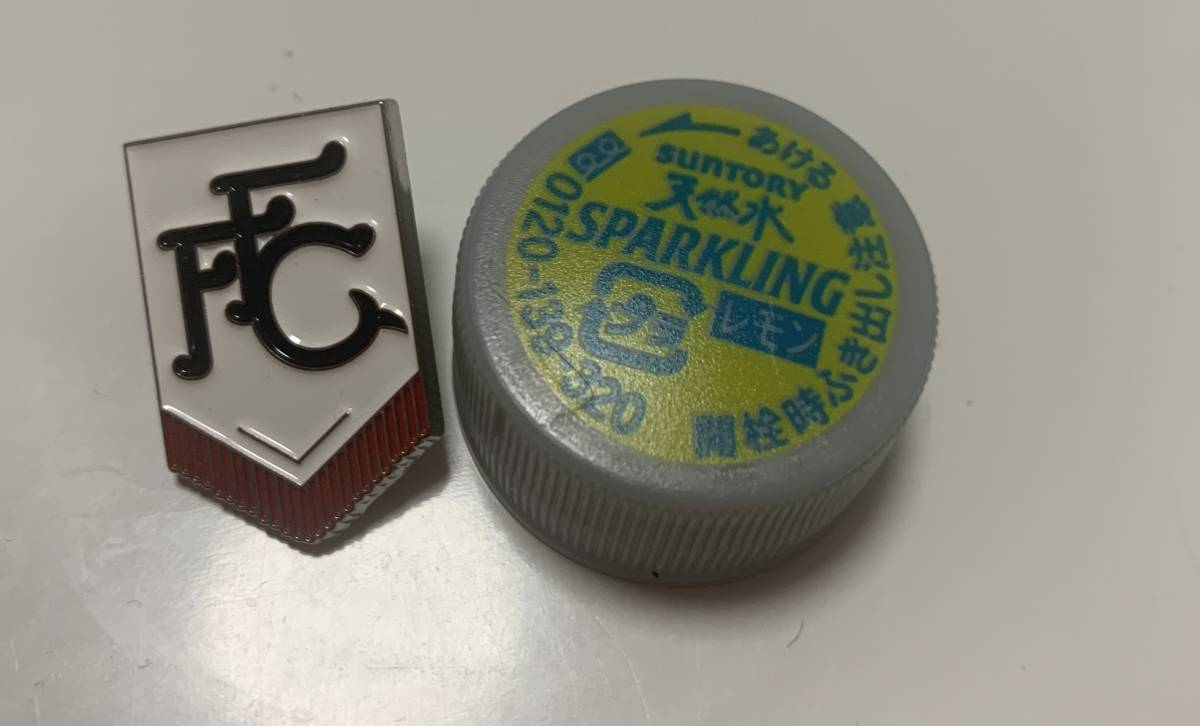 FFC
あける
SUNTORY
天然水
SPARKLING
レモン
0120-139-320
開栓時ふき出し注意